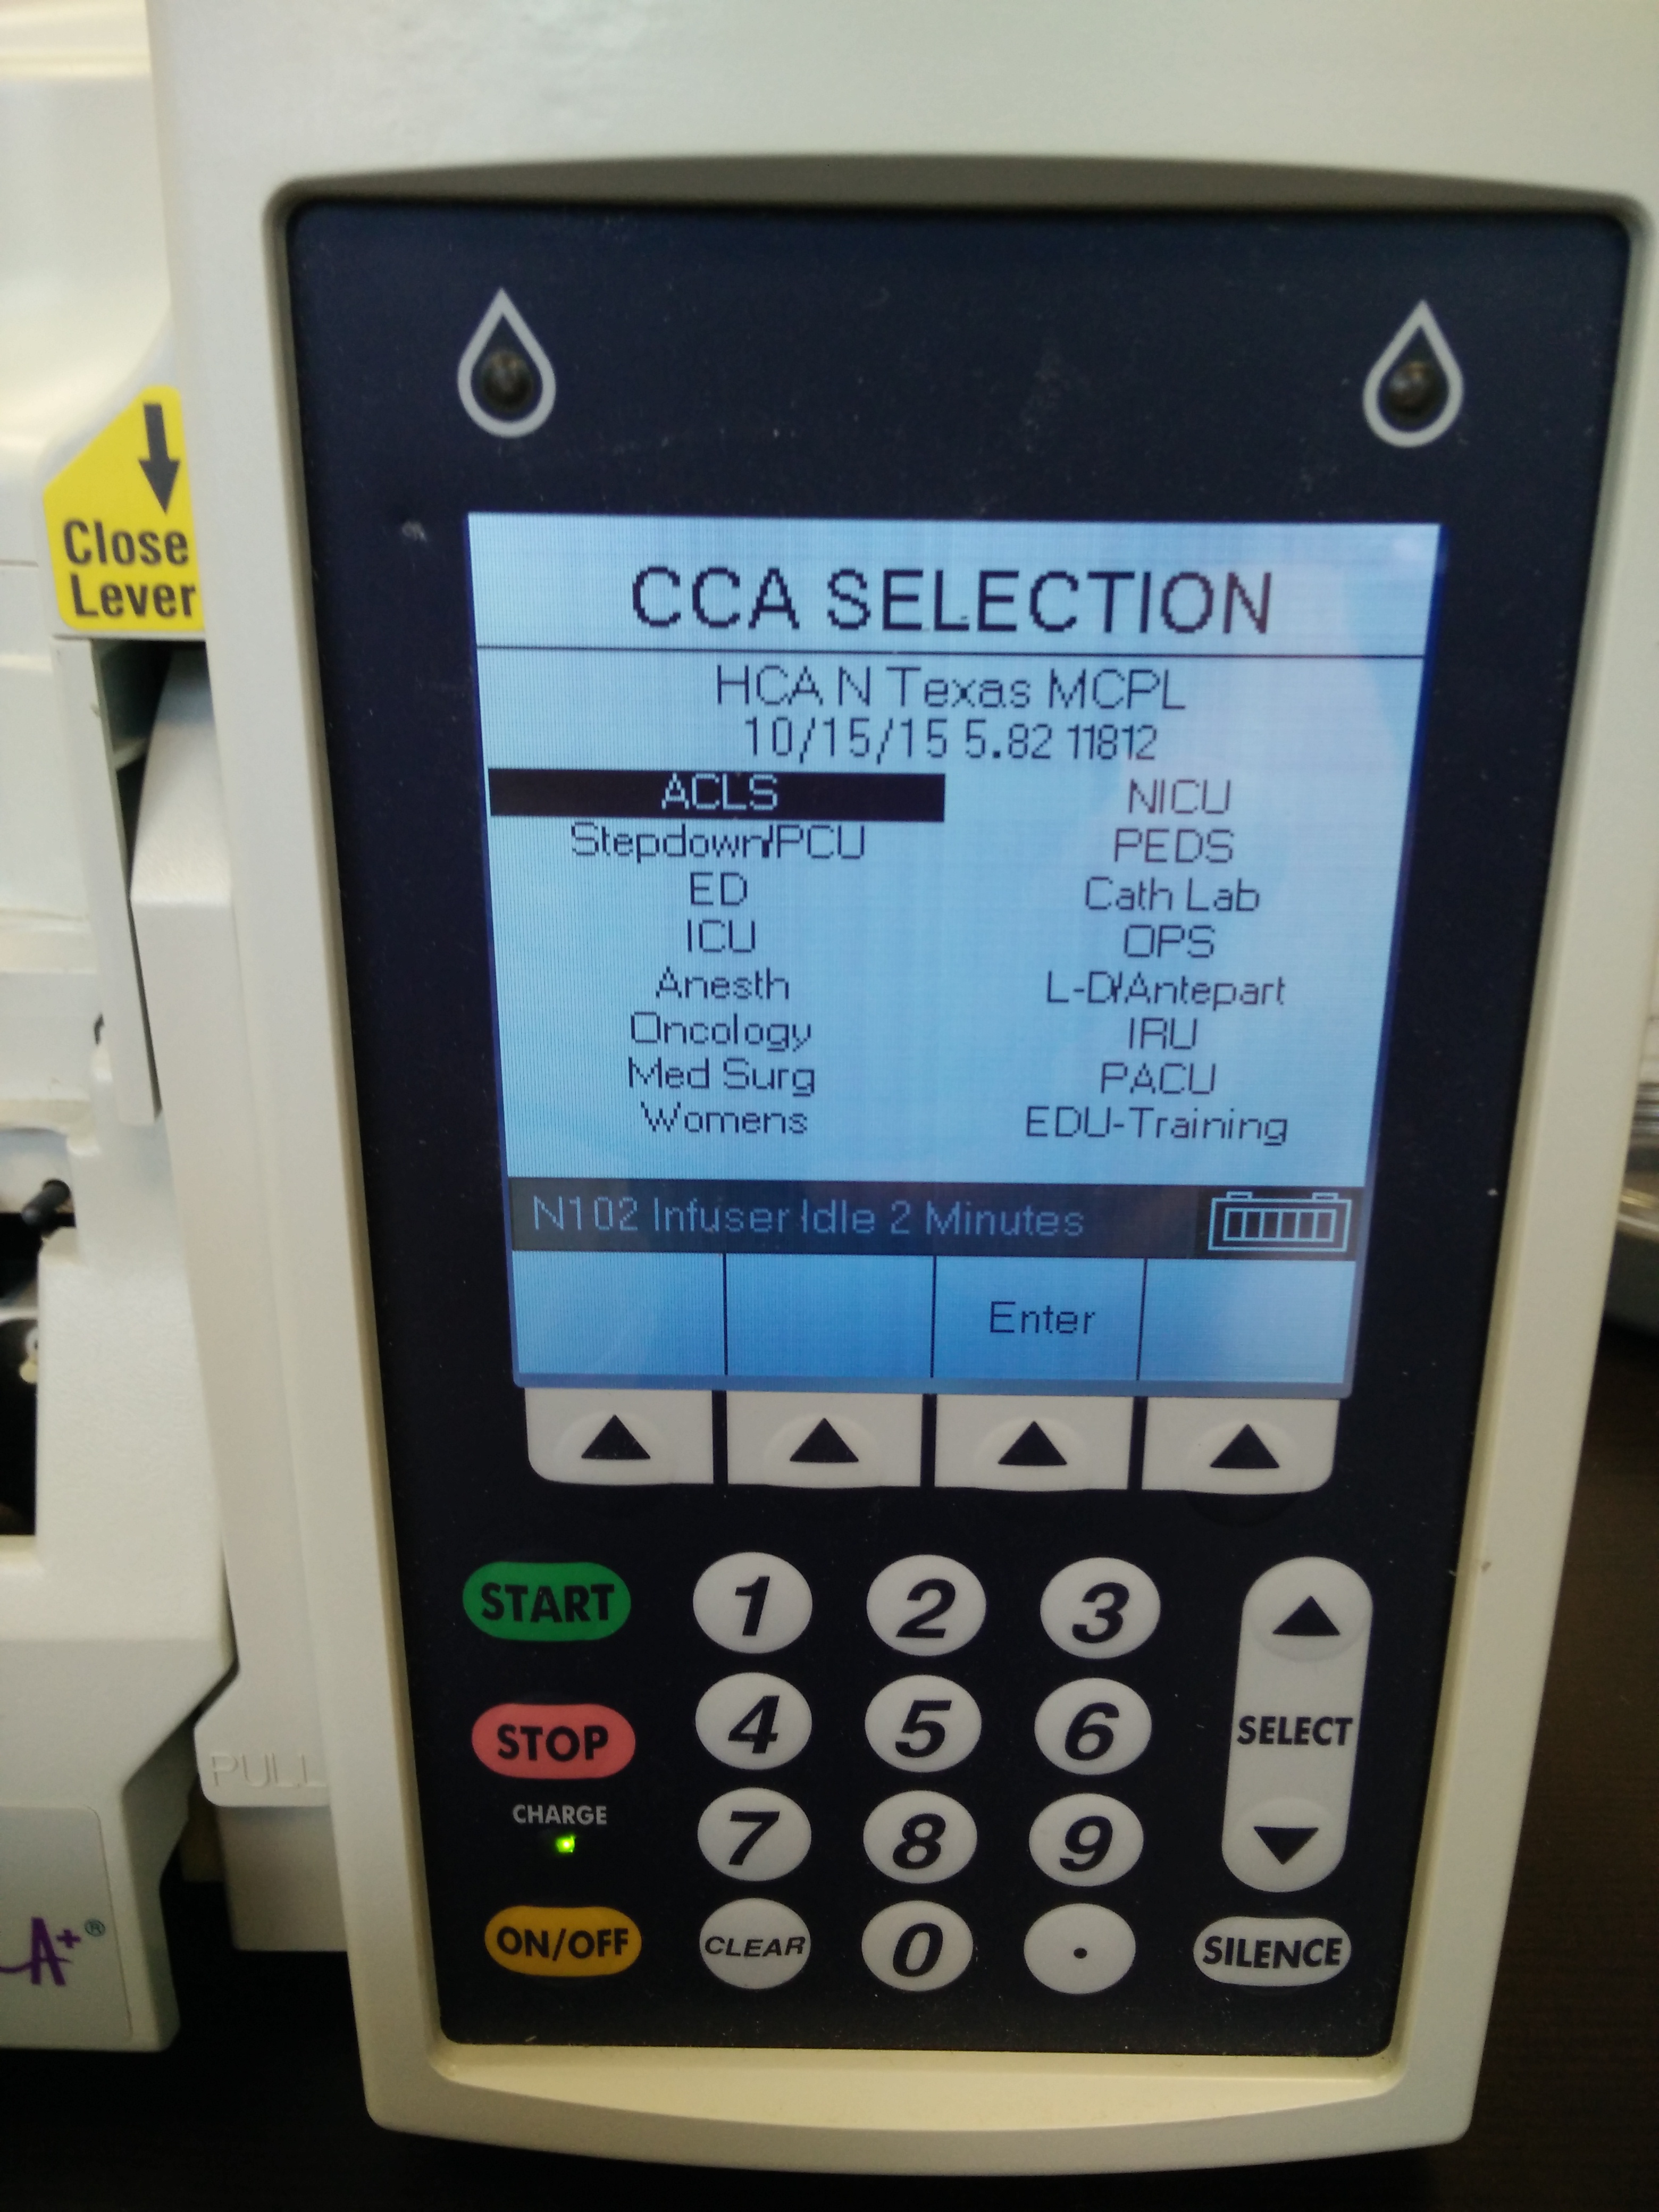 Close
Lever
CCA SELECTION
HCA N Texas MCPL
10/15/15 5.82 11812
ACLS NICU
Stepdown/PCU PEDS
ED Cath Lab
ICU OPS
Anesth L-D/Antepart
Oncology IRU
Med Surg PACU
Womens EDU-Training
N102 Infuser Idle 2 Minutes
Enter
START 1 2 3
4 5 6 SELECT
STOP
PULL
CHARGE
7 8 9
ON/OFF CLEAR 0 . SILENCE
A+®